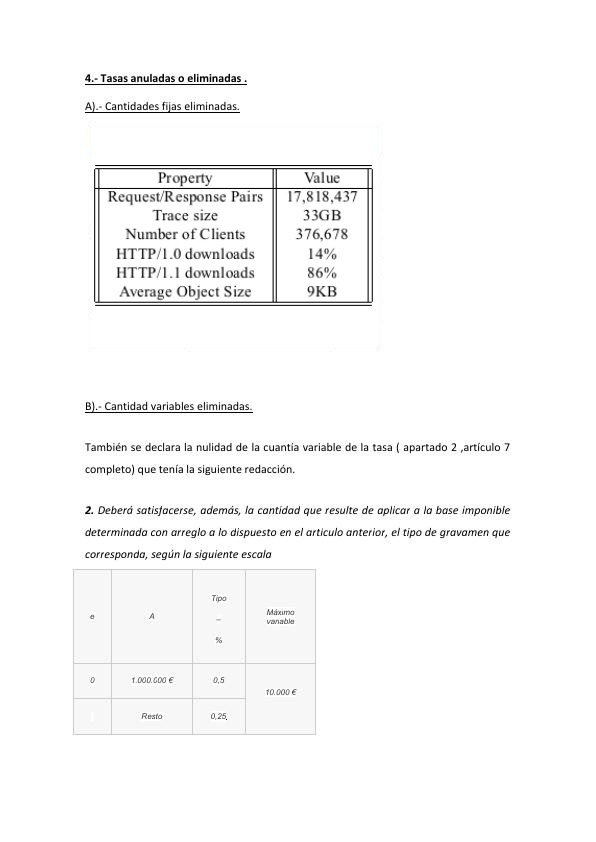 4.- Tasas anuladas o eliminadas .
A).- Cantidades fijas eliminadas.
Property Value
Request/Response Pairs 17,818,437
Trace size 33GB
Number of Clients 376,678
HTTP/1.0 downloads 14%
HTTP/1.1 downloads 86%
Average Object Size 9KB
B).- Cantidad variables eliminadas.
También se declara la nulidad de la cuantía variable de la tasa ( apartado 2 ,artículo 7
completo) que tenía la siguiente redacción.
2. Deberá satisfacerse, además, la cantidad que resulte de aplicar a la base imponible
determinada con arreglo a lo dispuesto en el articulo anterior, el tipo de gravamen que
corresponda, según la siguiente escala
e A Tipo – % Máximo vanable
0 1.000.000 € 0,5 10.000 €
Resto 0,25.